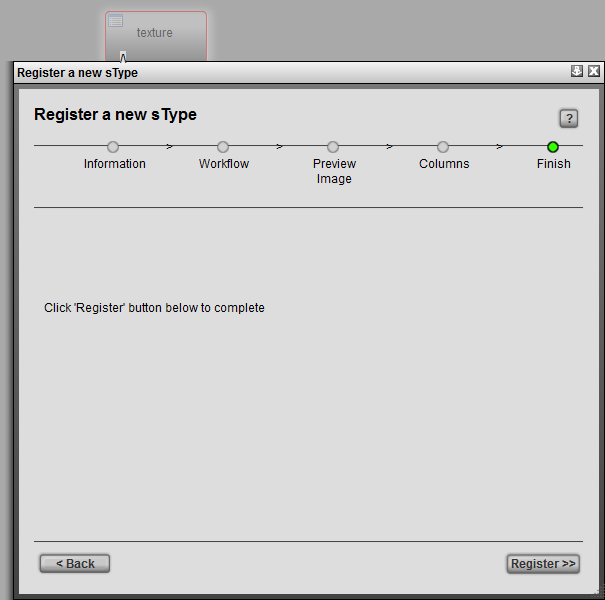 texture
Register a new sType
Register a new sType
?
> > > >
Information Workflow Preview Image Columns Finish
Click 'Register' button below to complete
< Back Register >>